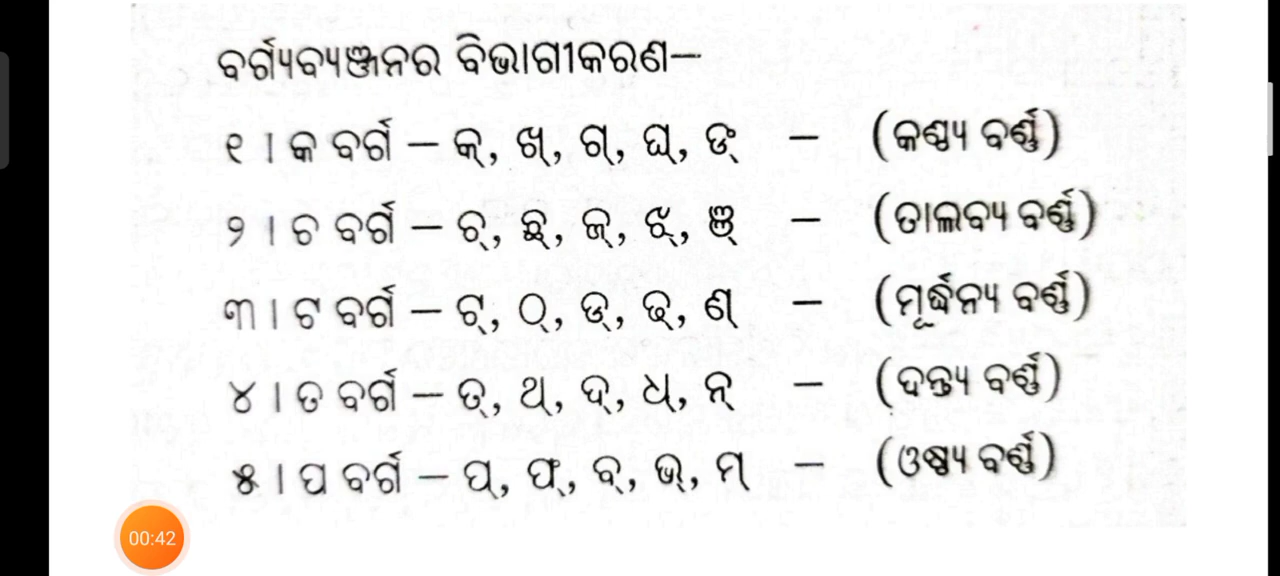 ବର୍ଗ୍ୟବ୍ୟଞ୍ଜନର ବିଭାଗୀକରଣ—
୧ । କ ବର୍ଗ – କ୍, ଖ୍, ଗ୍, ଘ୍, ଙ୍ – (କଣ୍ଠ୍ୟ ବର୍ଣ୍ଣ)
୨ । ଚ ବର୍ଗ – ଚ୍, ଛ୍, ଜ୍, ଝ୍, ଞ୍ – (ତାଲବ୍ୟ ବର୍ଣ୍ଣ)
୩ । ଟ ବର୍ଗ – ଟ୍, ଠ୍, ଡ୍, ଢ୍, ଣ୍ – (ମୂର୍ଦ୍ଧନ୍ୟ ବର୍ଣ୍ଣ)
୪ । ତ ବର୍ଗ – ତ୍, ଥ୍, ଦ୍, ଧ୍, ନ୍ – (ଦନ୍ତ୍ୟ ବର୍ଣ୍ଣ)
୫ । ପ ବର୍ଗ – ପ୍, ଫ୍, ବ୍, ଭ୍, ମ୍ – (ଓଷ୍ଠ୍ୟ ବର୍ଣ୍ଣ)
00:42